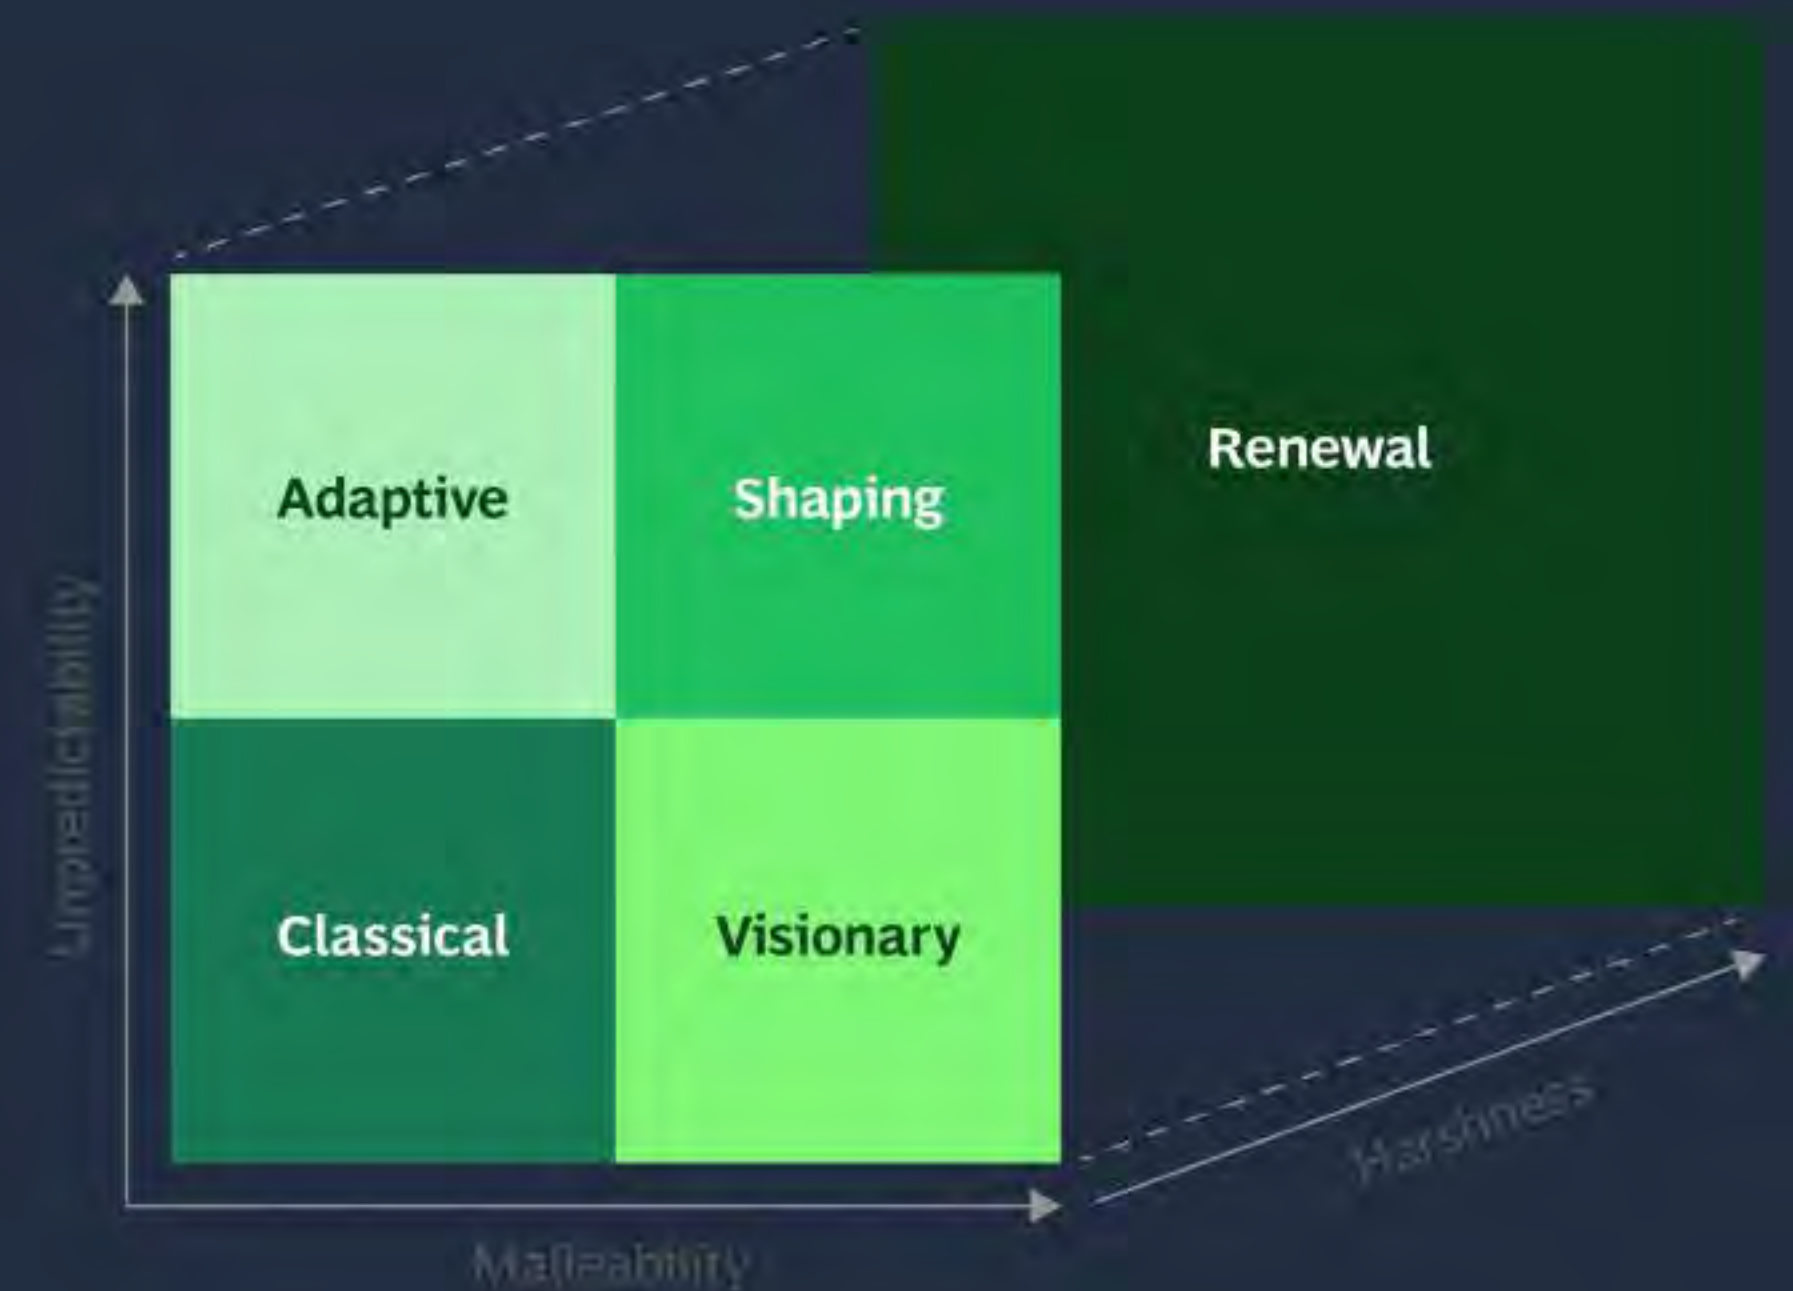 Renewal
Adaptive
Shaping
Unpredictability
Classical
Visionary
Harshness
Malleability